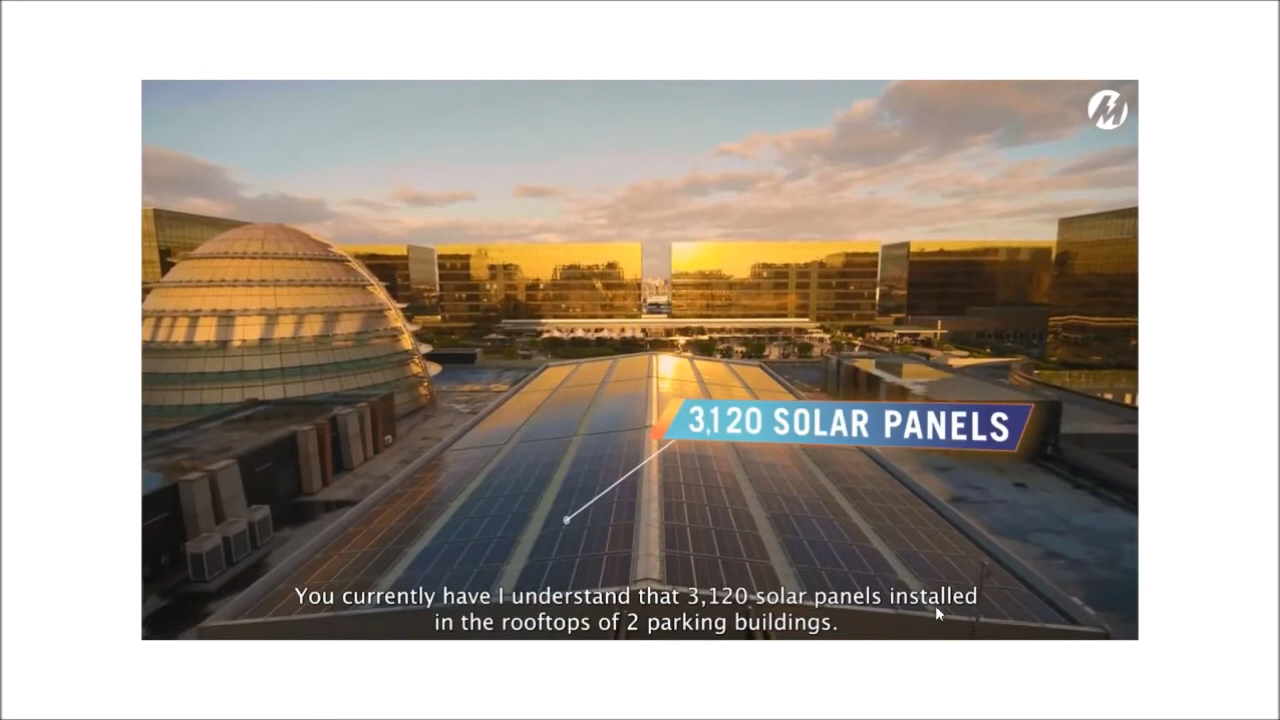 3,120 SOLAR PANELS
You currently have I understand that 3,120 solar panels installed
in the rooftops of 2 parking buildings.